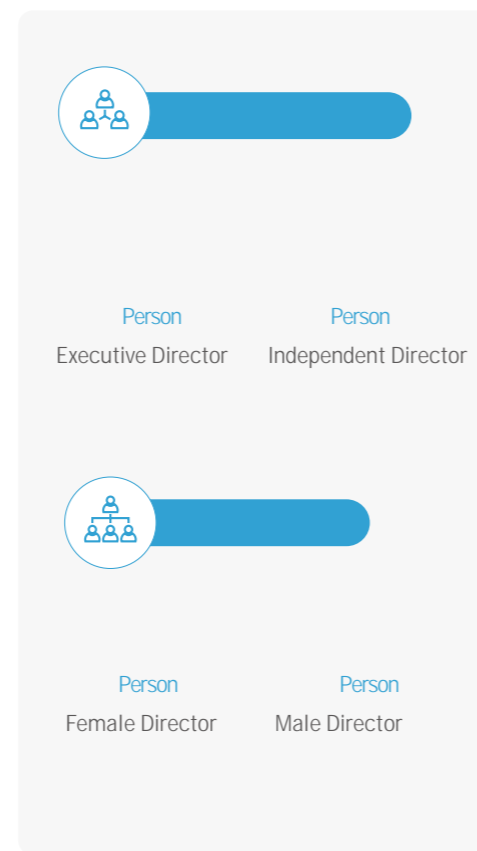 Person Person
Executive Director Independent Director
Person Person
Female Director Male Director